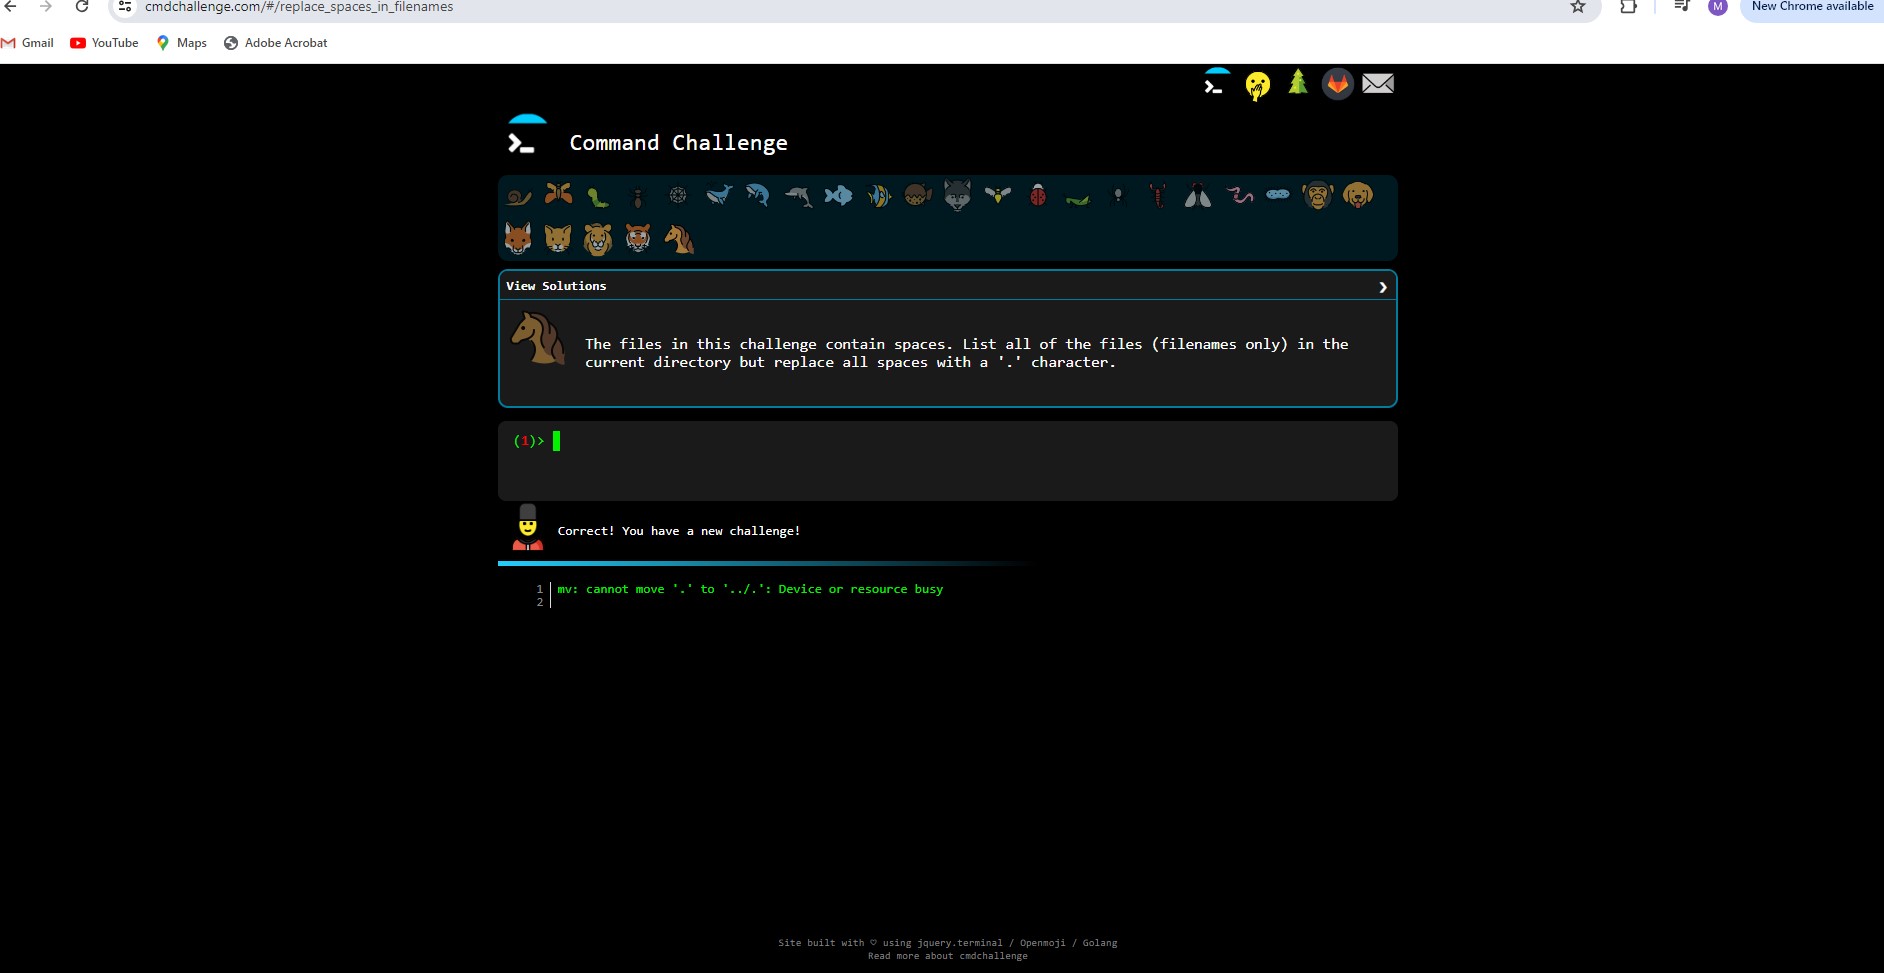 cmdchallenge.com/#/replace_spaces_in_filenames
M
New Chrome available
Gmail
YouTube
Maps
Adobe Acrobat
Command Challenge
View Solutions
The files in this challenge contain spaces. List all of the files (filenames only) in the
current directory but replace all spaces with a '.' character.
(1)>
Correct! You have a new challenge!
1 mv: cannot move '.' to '../.': Device or resource busy
2
Site built with ♡ using jquery.terminal / Openmoji / Golang
Read more about cmdchallenge